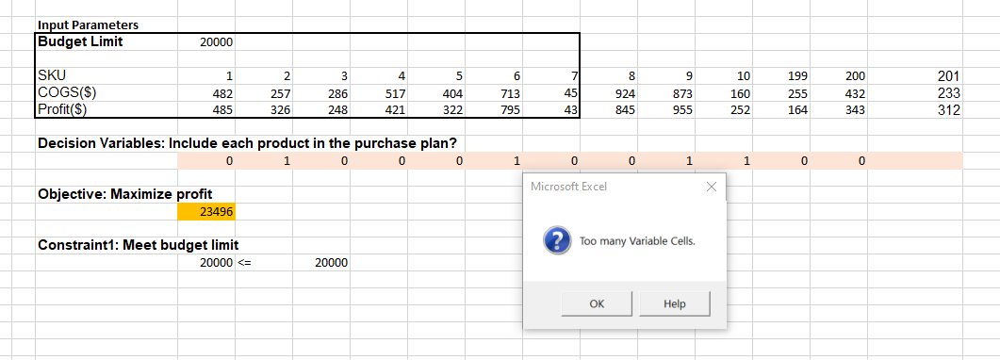 Input Parameters
Budget Limit 20000
SKU 1 2 3 4 5 6 7 8 9 10 199 200 201
COGS($) 482 257 286 517 404 713 45 924 873 160 255 432 233
Profit($) 485 326 248 421 322 795 43 845 955 252 164 343 312
Decision Variables: Include each product in the purchase plan?
0 1 0 0 0 1 0 0 1 1 0 0
Objective: Maximize profit
23496
Constraint1: Meet budget limit
20000 <= 20000
Microsoft Excel
Too many Variable Cells.
OK Help